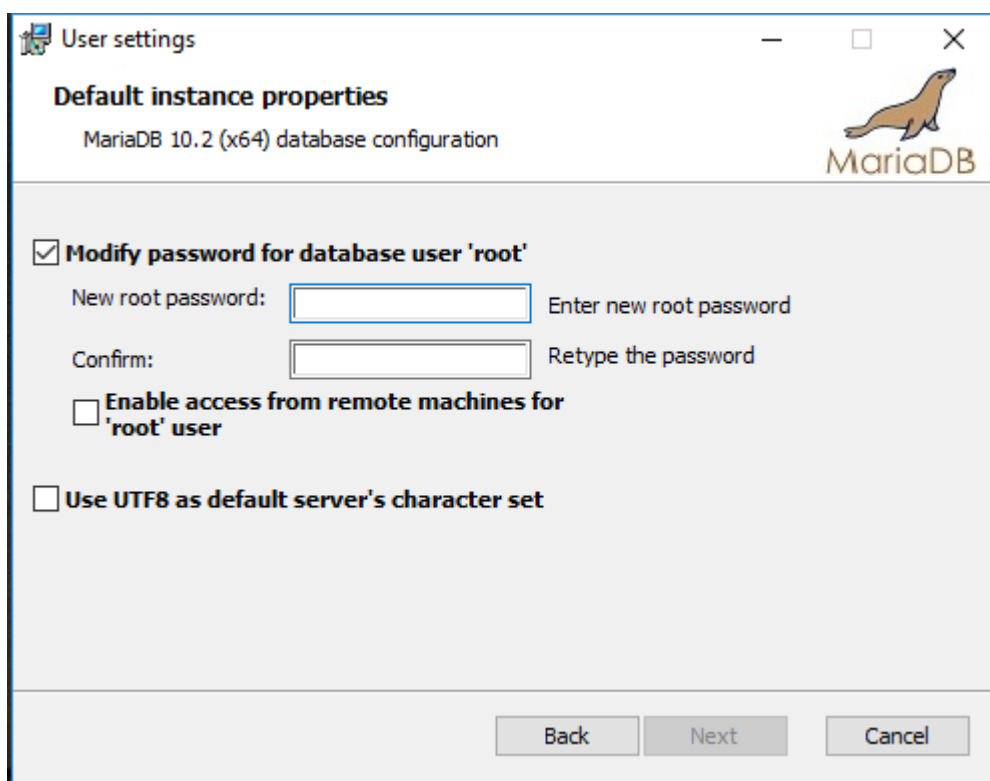 User settings
Default instance properties
MariaDB 10.2 (x64) database configuration
MariaDB
Modify password for database user 'root'
New root password:
Enter new root password
Confirm:
Retype the password
Enable access from remote machines for
'root' user
Use UTF8 as default server's character set
Back
Next
Cancel